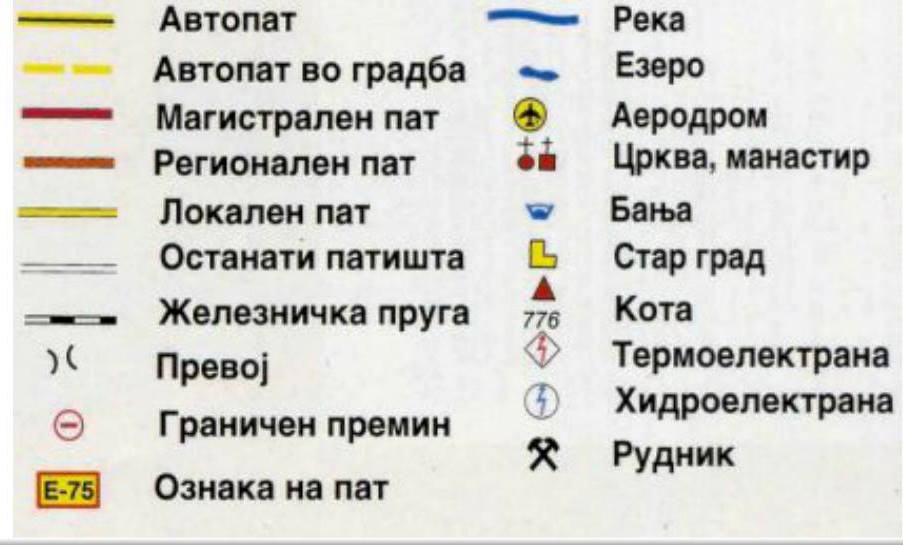 Автопат
Автопат во градба
Магистрален пат
Регионален пат
Локален пат
Останати патишта
Железничка пруга
Превој
Граничен премин
E-75 Ознака на пат
Река
Езеро
Аеродром
Црква, манастир
Бања
Стар град
776 Кота
Термоелектрана
Хидроелектрана
Рудник